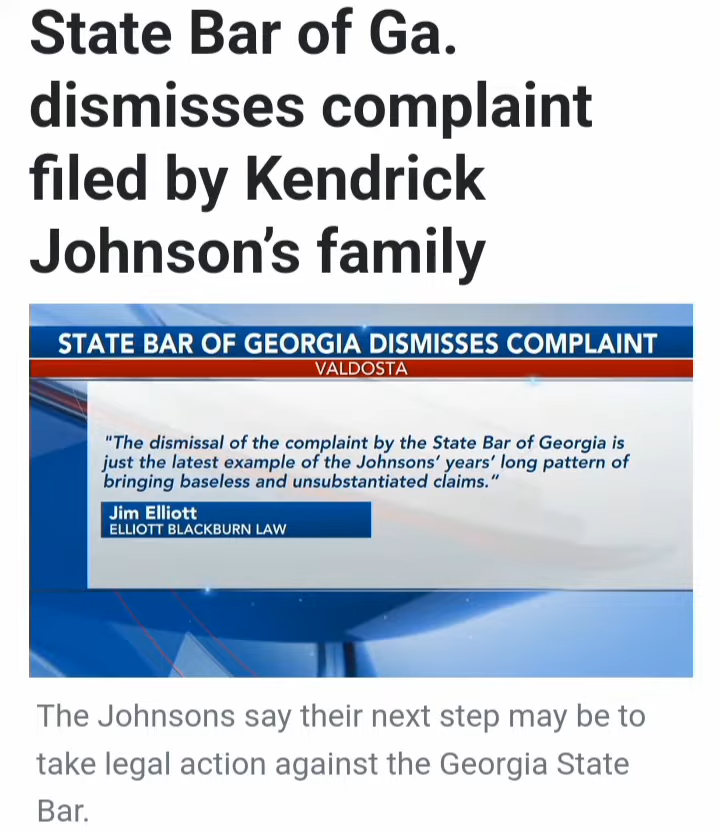 State Bar of Ga.
dismisses complaint
filed by Kendrick
Johnson’s family
STATE BAR OF GEORGIA DISMISSES COMPLAINT
VALDOSTA
"The dismissal of the complaint by the State Bar of Georgia is
just the latest example of the Johnsons’ years’ long pattern of
bringing baseless and unsubstantiated claims."
Jim Elliott
ELLIOTT BLACKBURN LAW
The Johnsons say their next step may be to
take legal action against the Georgia State
Bar.